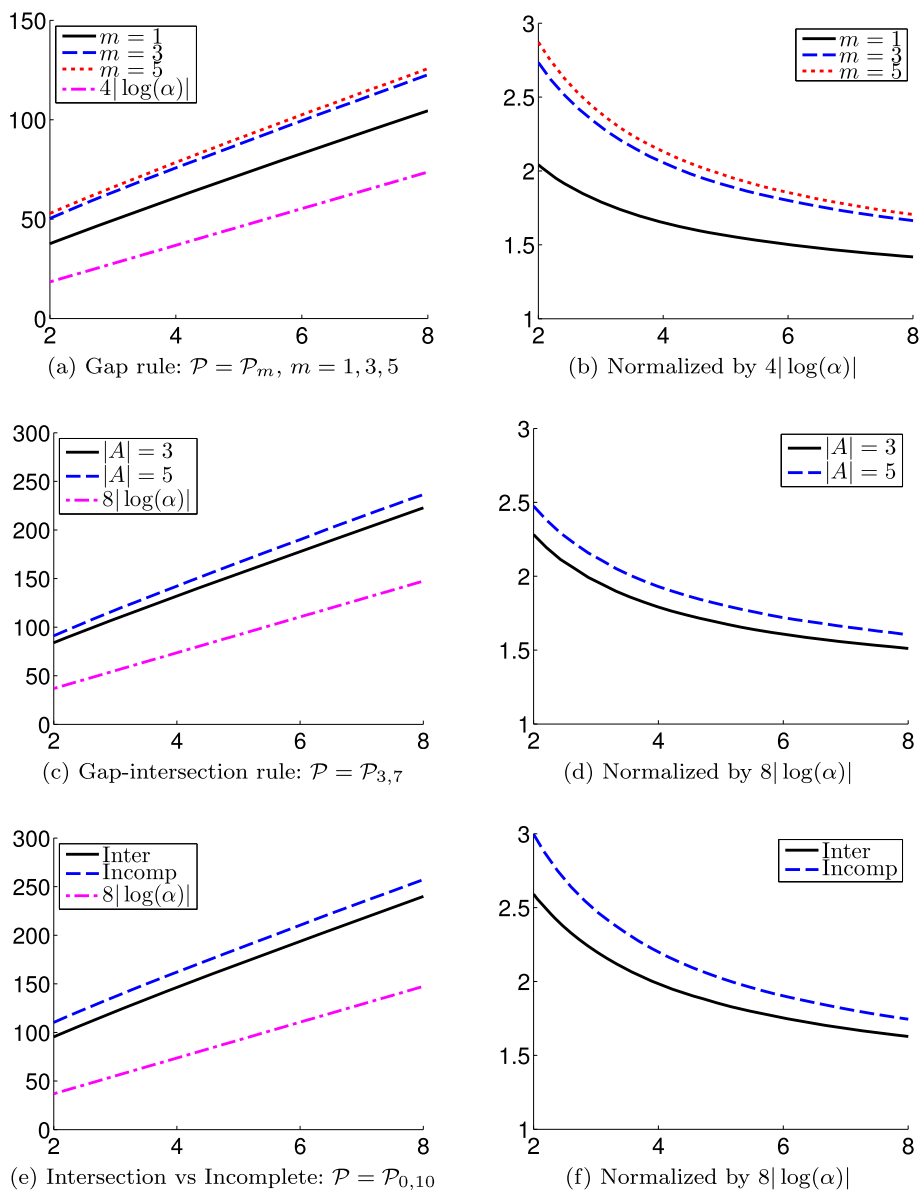 150
100
50
0
2
4
6
8
m = 1
m = 3
m = 5
4| log(α)|
(a) Gap rule: 𝒫 = 𝒫ₘ, m = 1, 3, 5
3
2.5
2
1.5
1
2
4
6
8
m = 1
m = 3
m = 5
(b) Normalized by 4| log(α)|
300
250
200
150
100
50
0
2
4
6
8
|A| = 3
|A| = 5
8| log(α)|
(c) Gap-intersection rule: 𝒫 = 𝒫₃,₇
3
2.5
2
1.5
1
2
4
6
8
|A| = 3
|A| = 5
(d) Normalized by 8| log(α)|
300
250
200
150
100
50
0
2
4
6
8
Inter
Incomp
8| log(α)|
(e) Intersection vs Incomplete: 𝒫 = 𝒫₀,₁₀
3
2.5
2
1.5
1
2
4
6
8
Inter
Incomp
(f) Normalized by 8| log(α)|